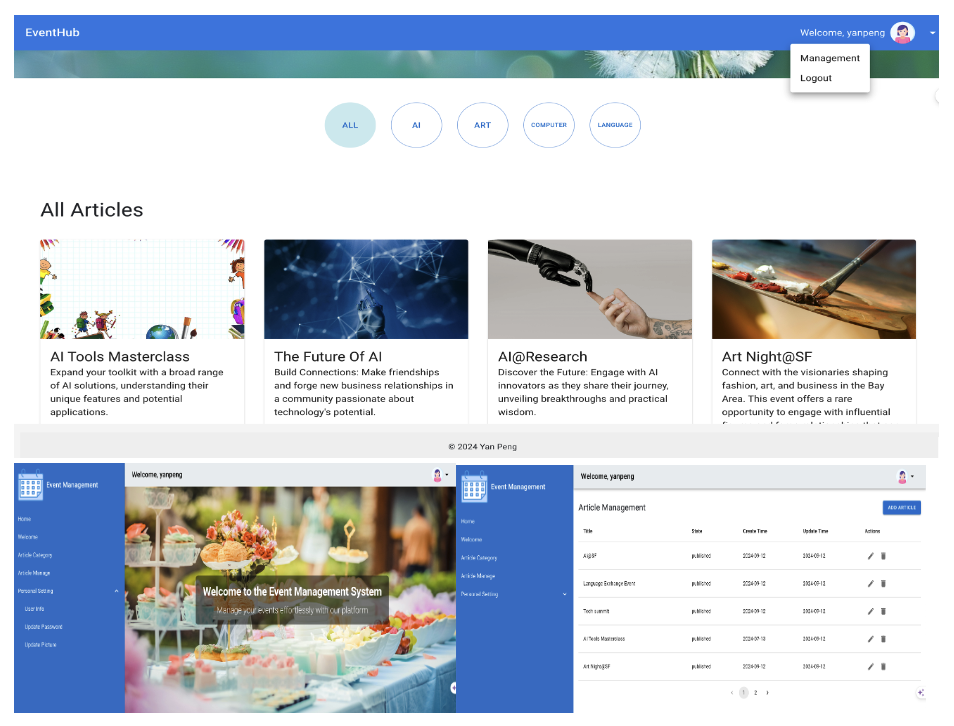 EventHub
Welcome, yanpeng
Management
Logout
ALL
AI
ART
COMPUTER
LANGUAGE
All Articles
AI Tools Masterclass
Expand your toolkit with a broad range
of AI solutions, understanding their
unique features and potential
applications.
The Future Of AI
Build Connections: Make friendships
and forge new business relationships in
a community passionate about
technology's potential.
AI@Research
Discover the Future: Engage with AI
innovators as they share their journey,
unveiling breakthroughs and practical
wisdom.
Art Night@SF
Connect with the visionaries shaping
fashion, art, and business in the Bay
Area. This event offers a rare
opportunity to engage with influential
© 2024 Yan Peng
Event Management
Home
Welcome
Article Category
Article Manage
Personal Setting
User Info
Update Password
Update Picture
Welcome, yanpeng
Welcome to the Event Management System
Manage your events effortlessly with our platform
Event Management
Home
Welcome
Article Category
Article Manage
Personal Setting
Welcome, yanpeng
Article Management
ADD ARTICLE
Title State Create Time Update Time Actions
AI@SF published 2024-09-12 2024-09-12
Language Exchange Event published 2024-09-12 2024-09-12
Tech summit published 2024-09-12 2024-09-12
AI Tools Masterclass published 2024-07-13 2024-09-12
Art Night@SF published 2024-09-12 2024-09-12
‹ 1 2 ›